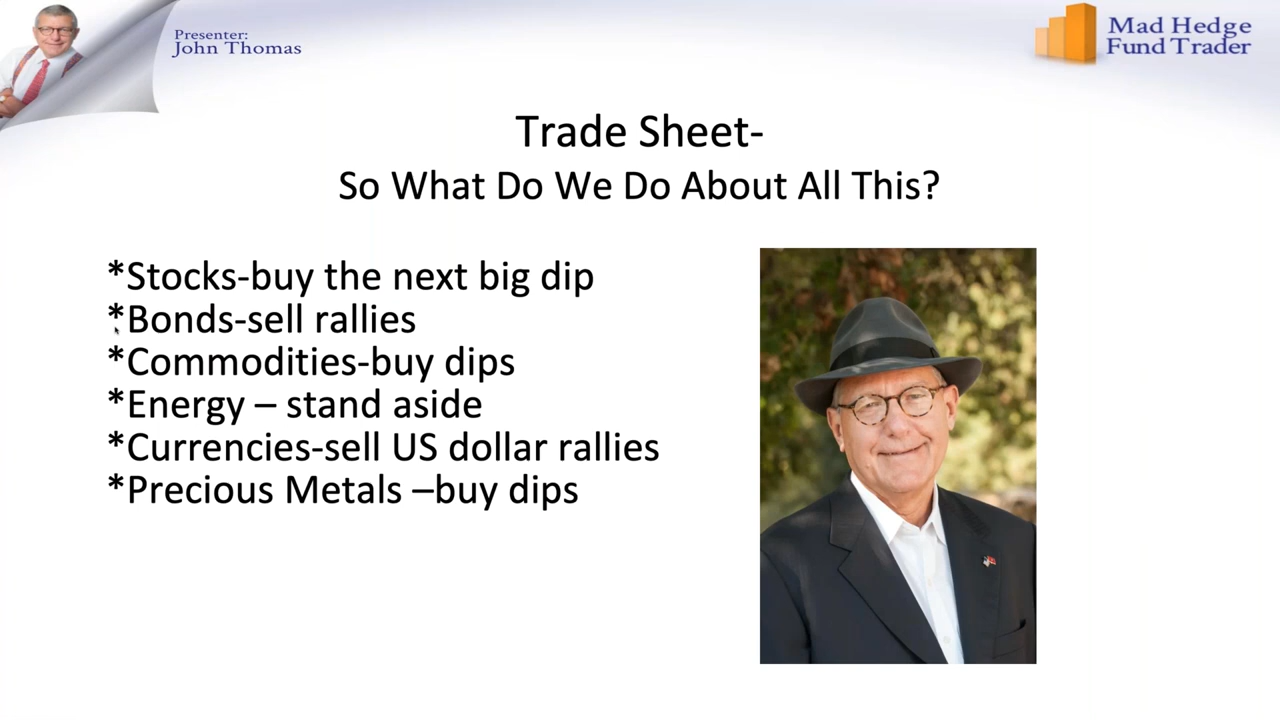 Presenter:
John Thomas
Mad Hedge
Fund Trader
Trade Sheet-
So What Do We Do About All This?
*Stocks-buy the next big dip
*Bonds-sell rallies
*Commodities-buy dips
*Energy – stand aside
*Currencies-sell US dollar rallies
*Precious Metals –buy dips